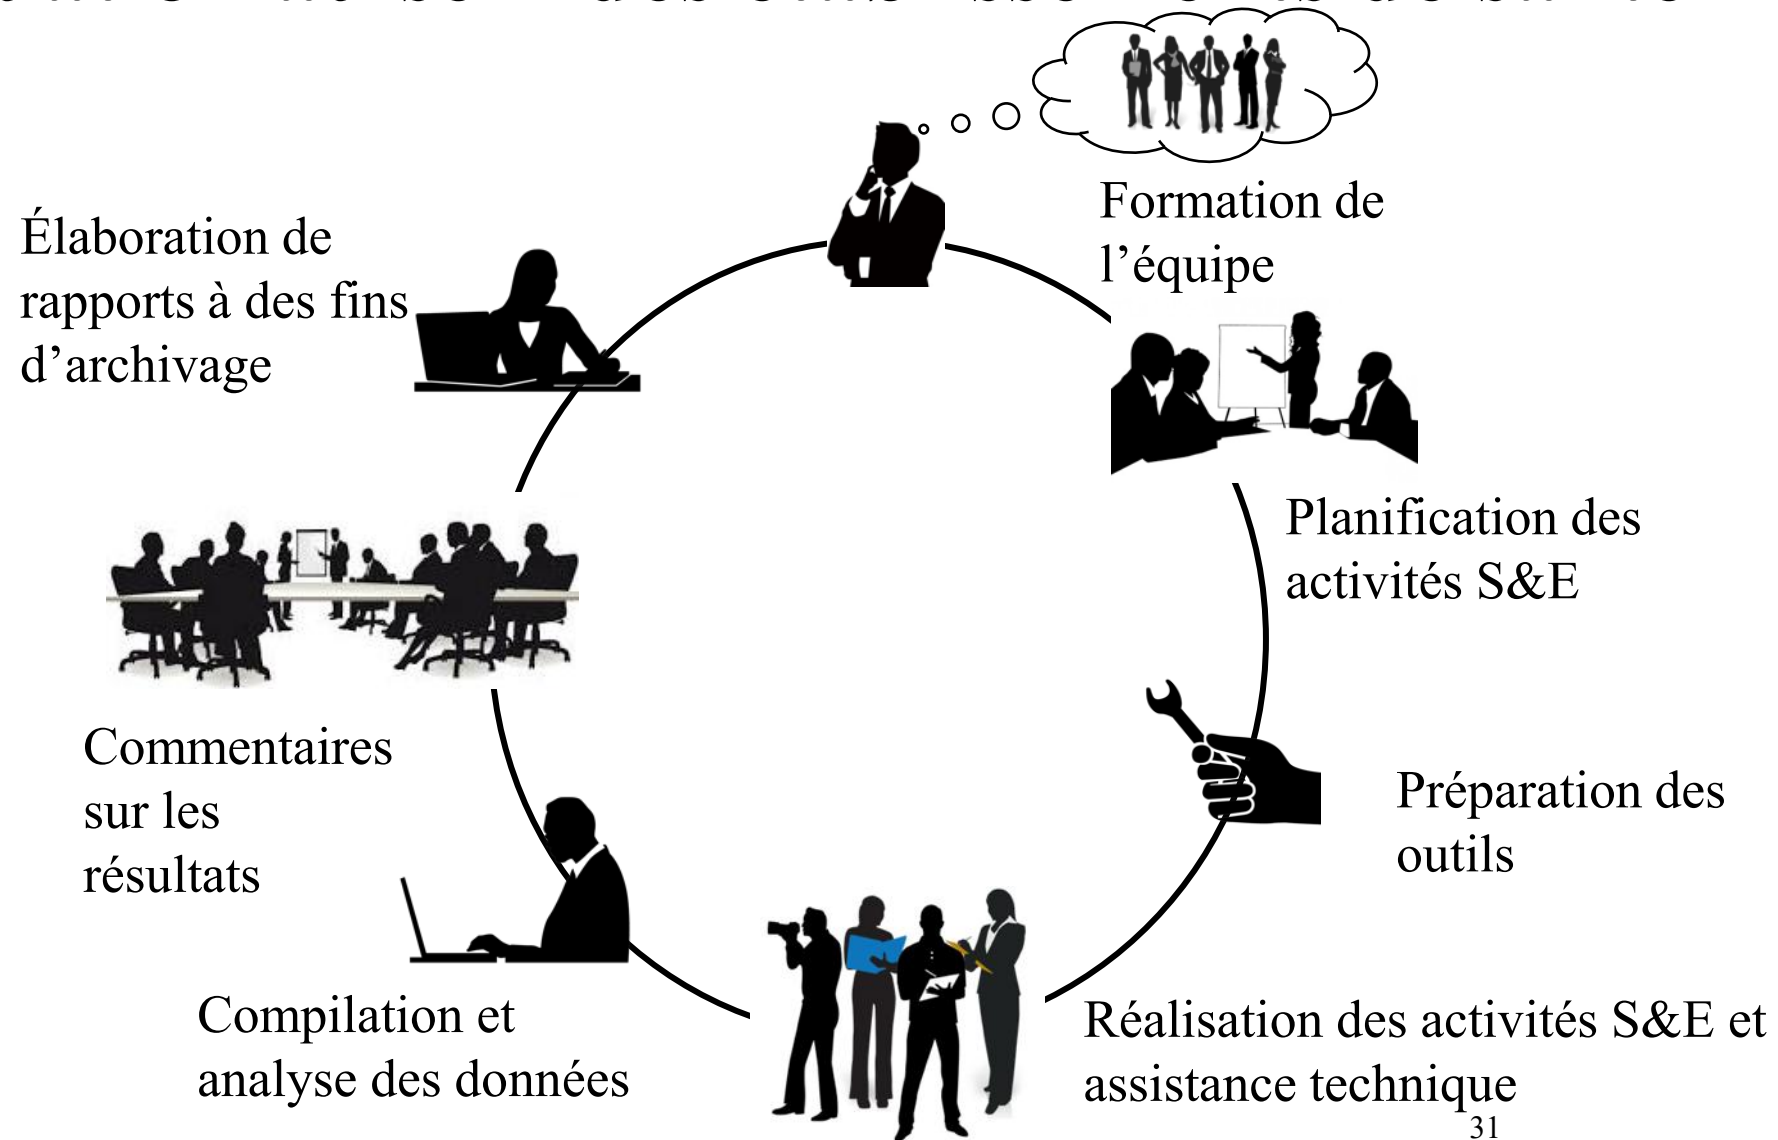 Formation de
l’équipe
Planification des
activités S&E
Préparation des
outils
Réalisation des activités S&E et
assistance technique
Compilation et
analyse des données
Commentaires
sur les
résultats
Élaboration de
rapports à des fins
d’archivage
31